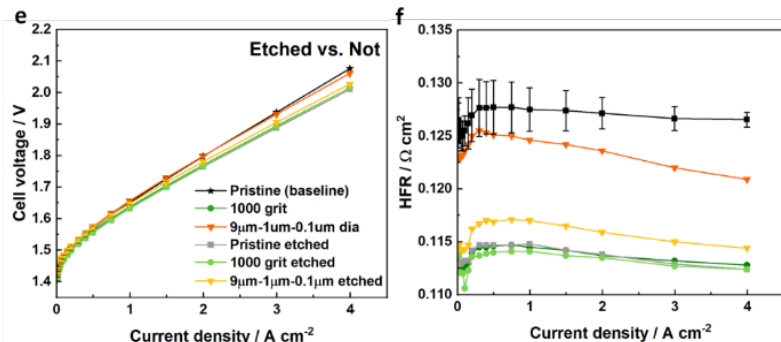 e
Etched vs. Not
Cell voltage / V
2.2
2.1
2.0
1.9
1.8
1.7
1.6
1.5
1.4
Pristine (baseline)
1000 grit
9μm-1um-0.1um dia
Pristine etched
1000 grit etched
9μm-1μm-0.1μm etched
0 1 2 3 4
Current density / A cm-2
f
HFR / Ω cm2
0.135
0.130
0.125
0.120
0.115
0.110
0 1 2 3 4
Current density / A cm-2